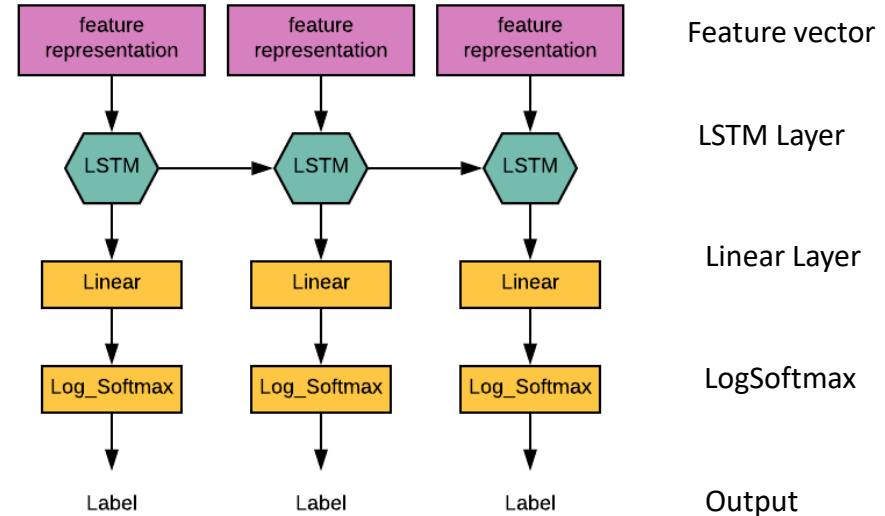 feature
representation
feature
representation
feature
representation
Feature vector
LSTM
LSTM
LSTM
LSTM Layer
Linear
Linear
Linear
Linear Layer
Log_Softmax
Log_Softmax
Log_Softmax
LogSoftmax
Label
Label
Label
Output